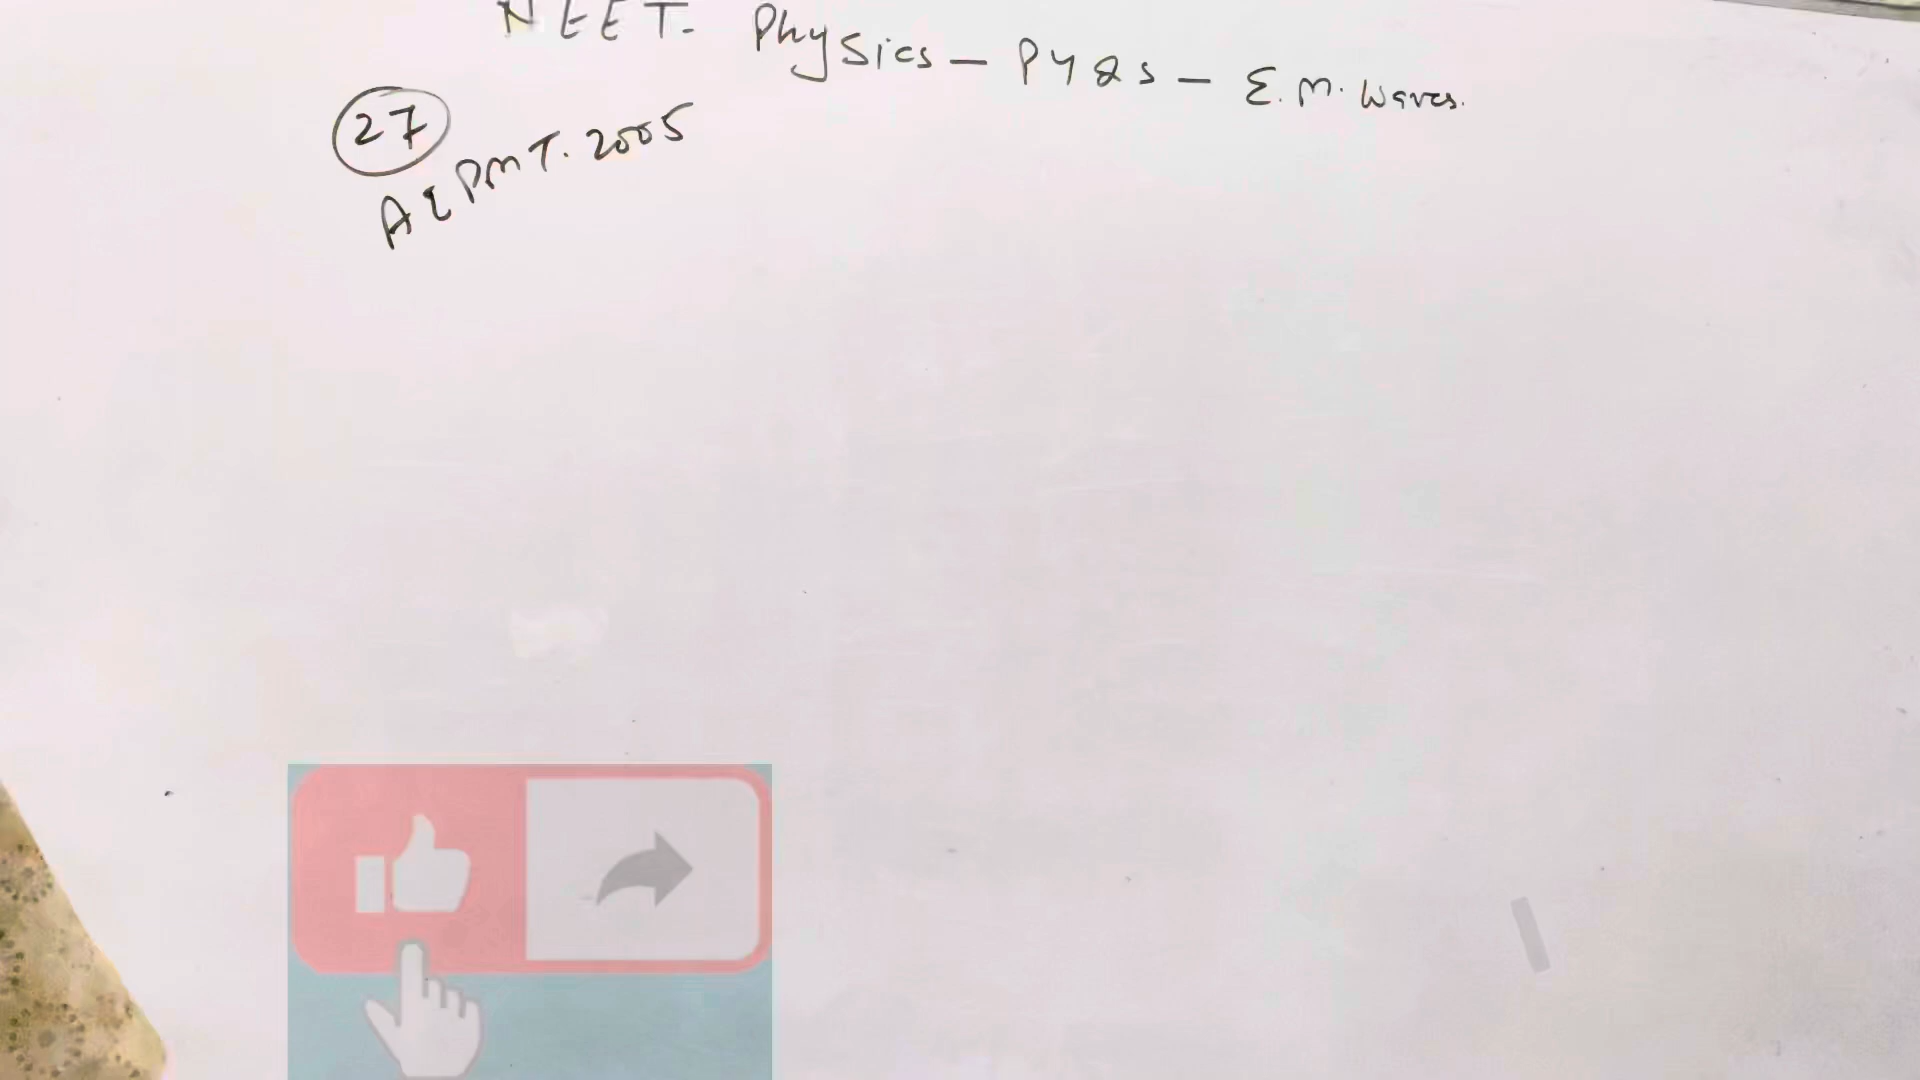 NEET. Physics - PYQs - E.M. Waves.
27
AIPMT. 2005